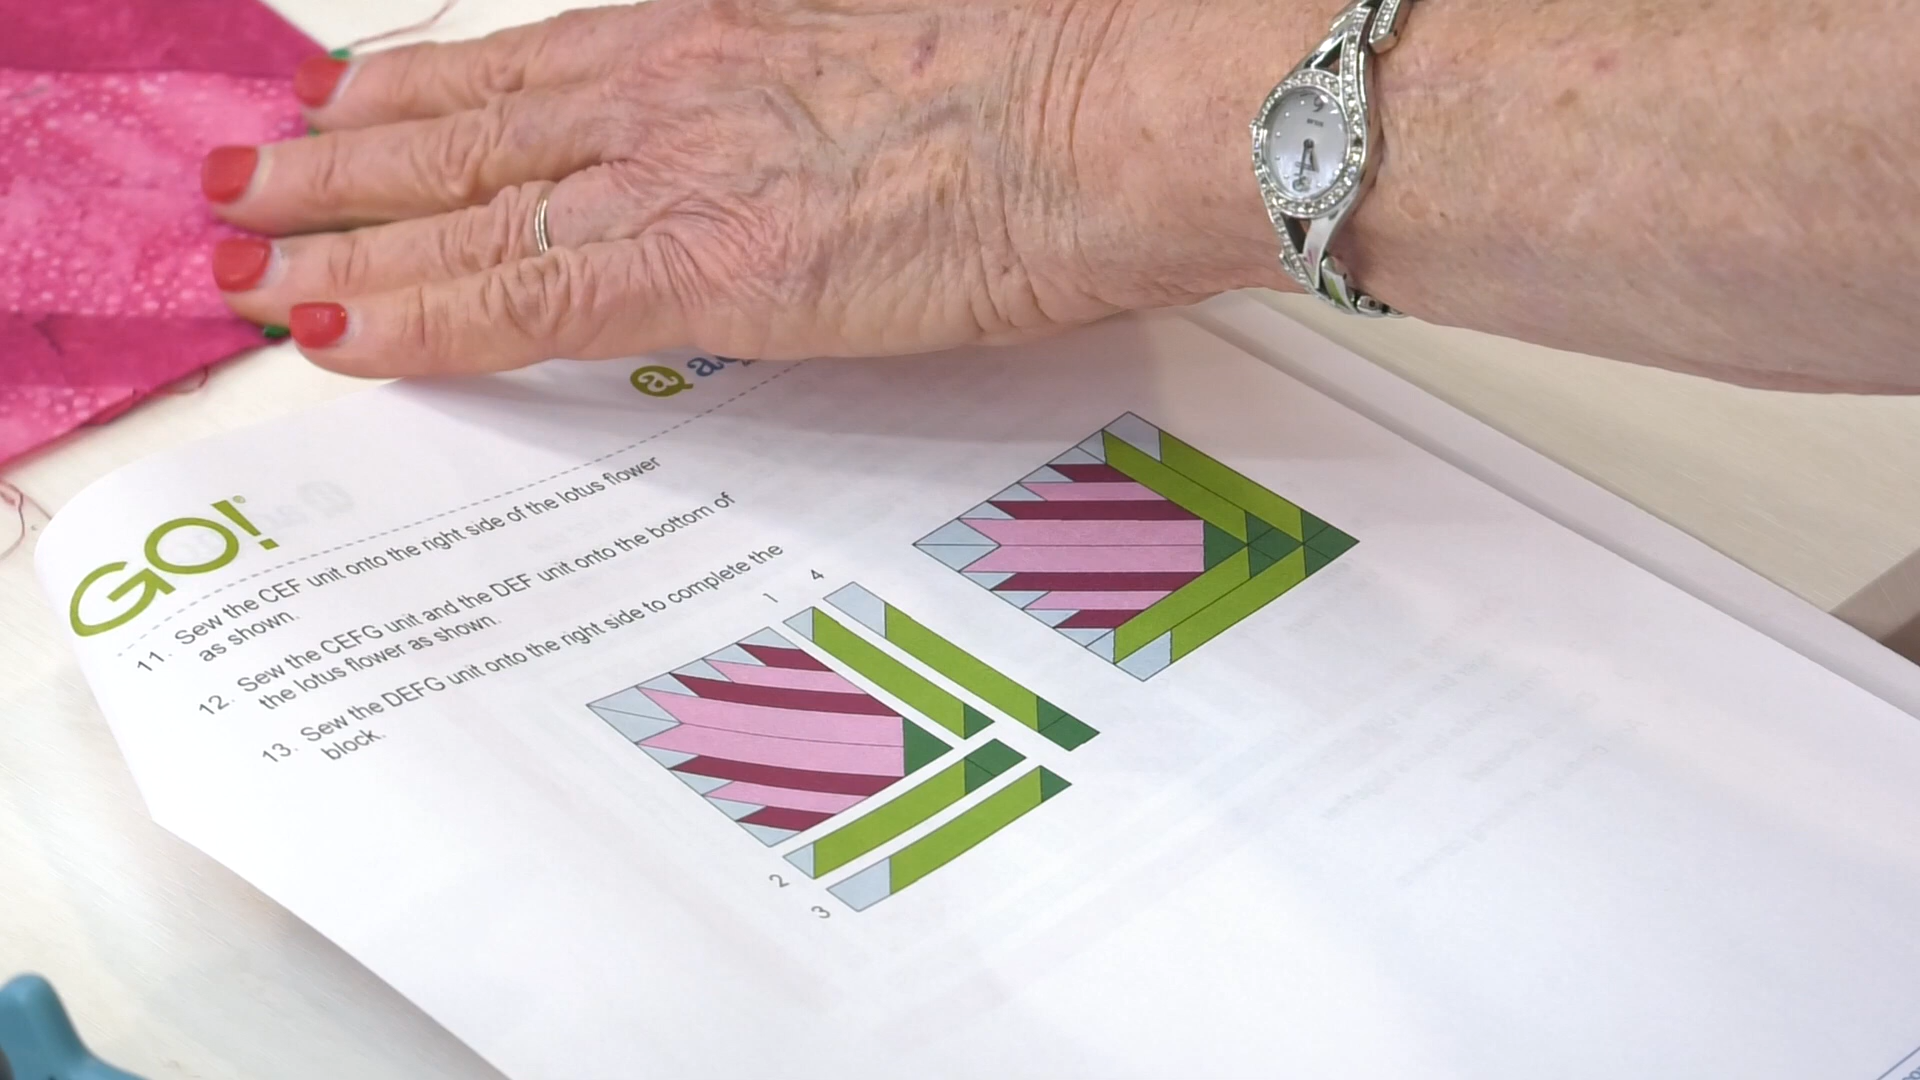 GO!®
11. Sew the CEF unit onto the right side of the lotus flower
as shown.
12. Sew the CEFG unit and the DEF unit onto the bottom of
the lotus flower as shown.
13. Sew the DEFG unit onto the right side to complete the
block.
1
4
2
3